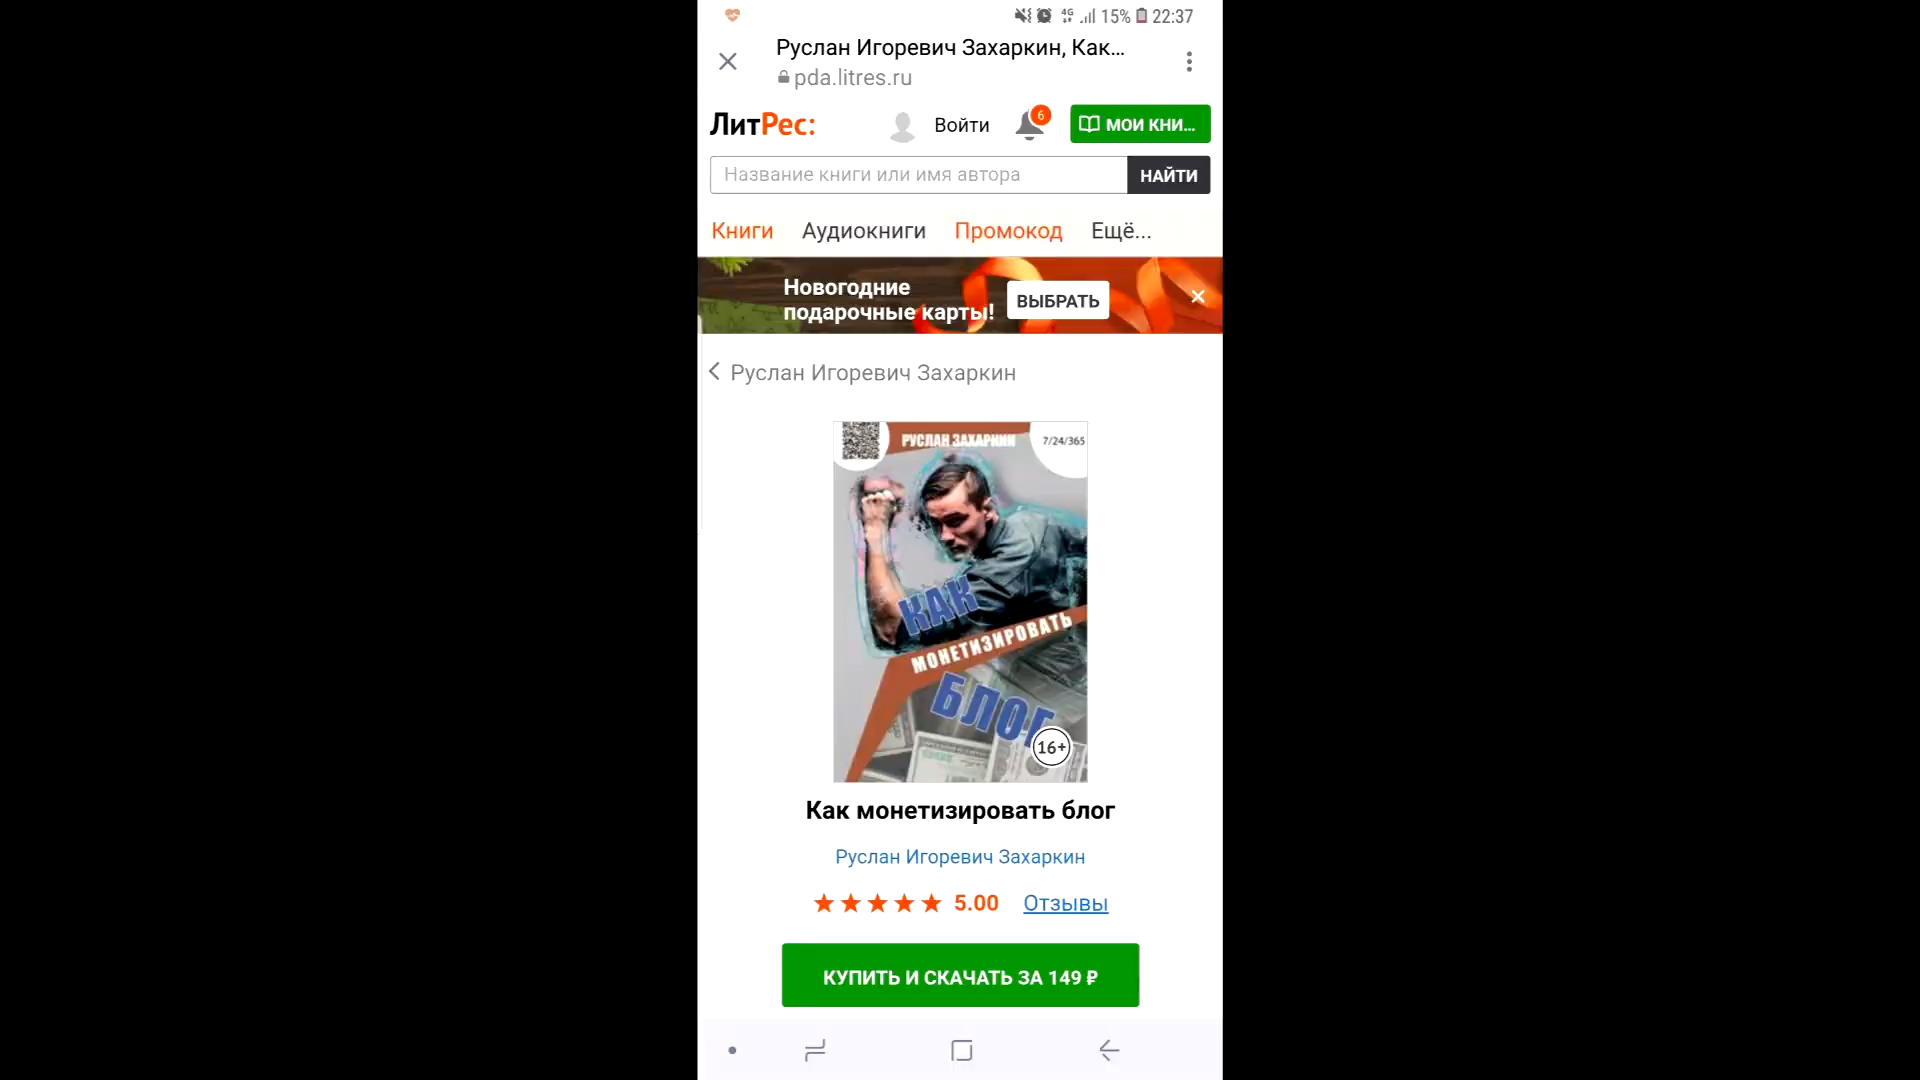 4G 15% 22:37
Руслан Игоревич Захаркин, Как...
pda.litres.ru
ЛитРес:
Войти
6
МОИ КНИ...
Название книги или имя автора
НАЙТИ
Книги Аудиокниги Промокод Ещё...
Новогодние
подарочные карты!
ВЫБРАТЬ
Руслан Игоревич Захаркин
РУСЛАН ЗАХАРКИН
7/24/365
КАК
МОНЕТИЗИРОВАТЬ
БЛОГ
16+
Как монетизировать блог
Руслан Игоревич Захаркин
5.00 Отзывы
КУПИТЬ И СКАЧАТЬ ЗА 149 ₽